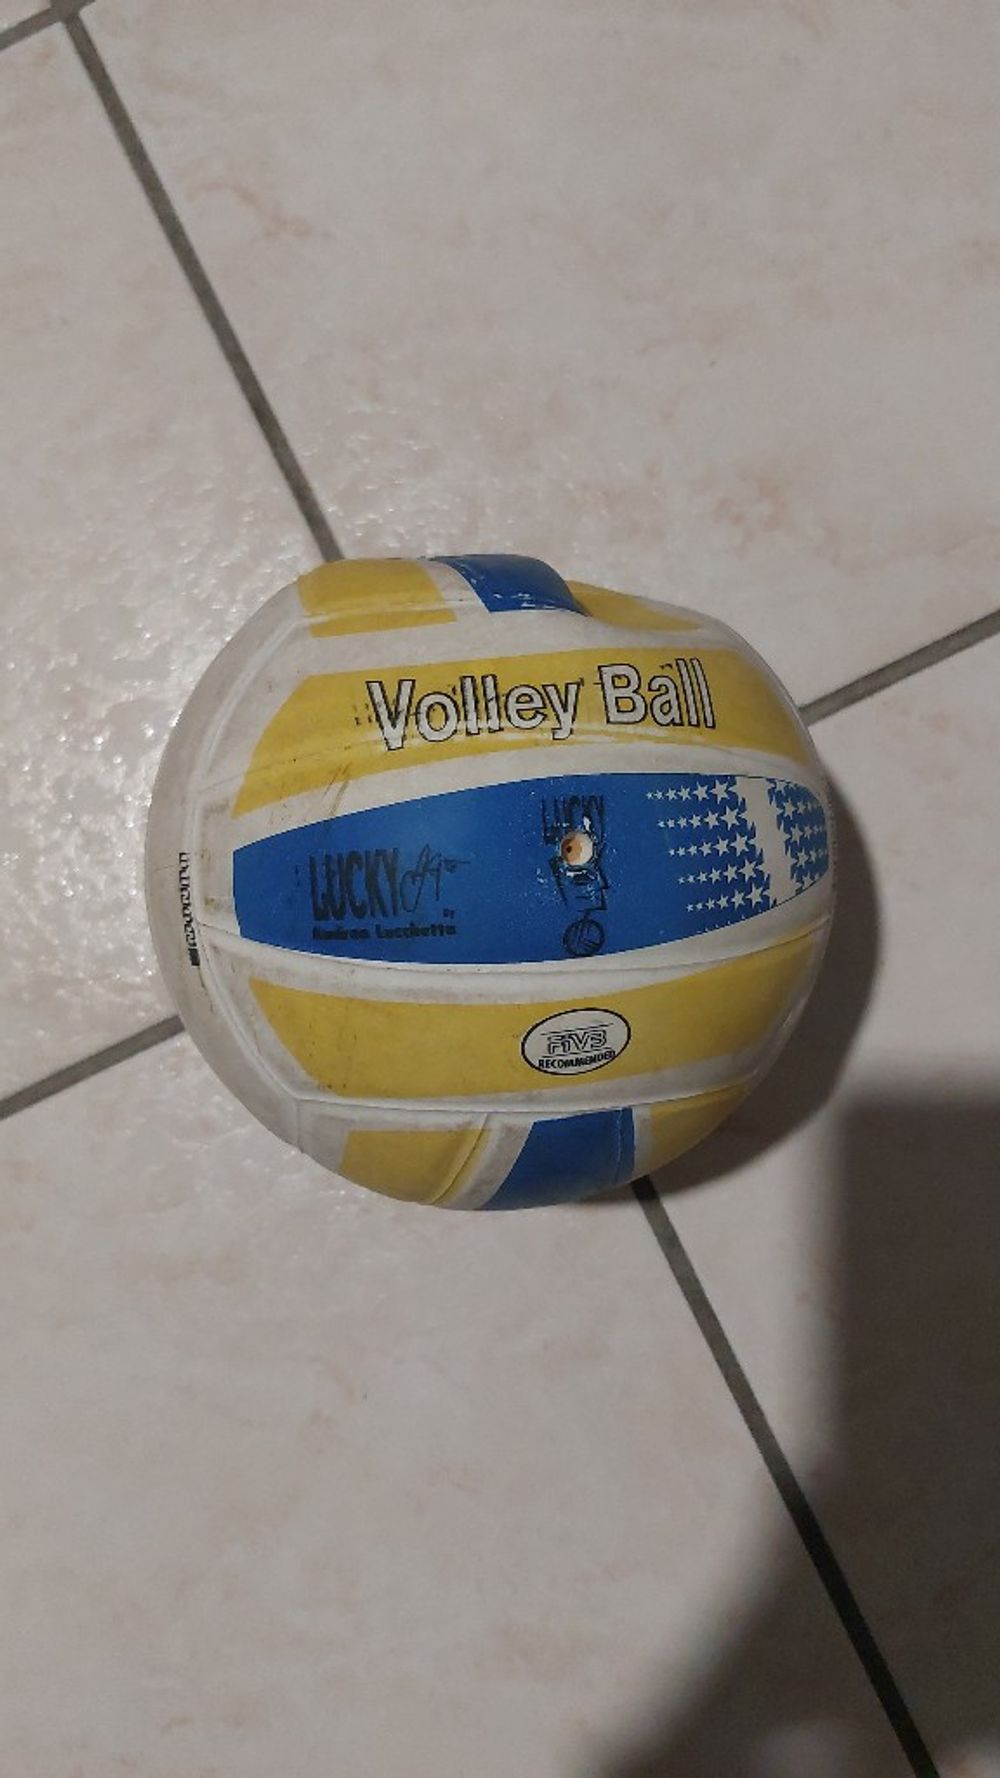 Volley Ball
LUCKY
LUCKY
By
Andrea Lucchetta
FIVB
RECOMMENDED